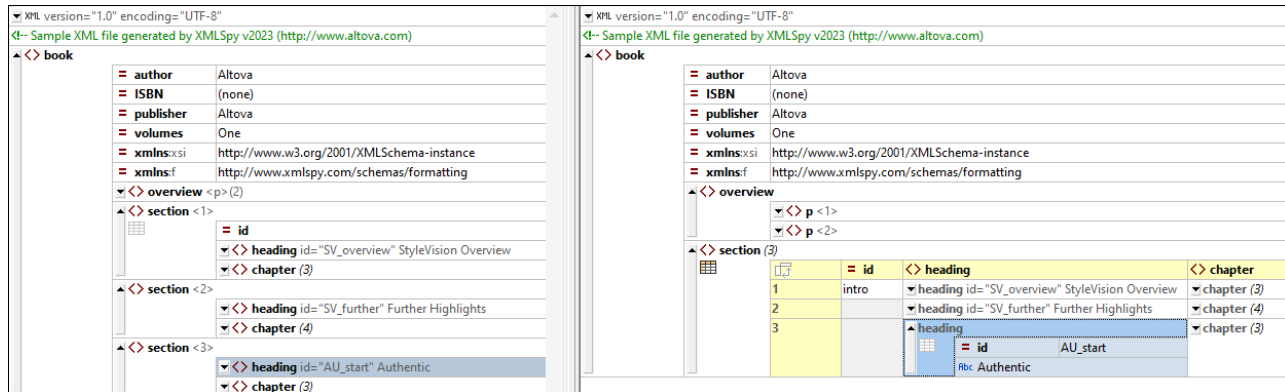 XML version="1.0" encoding="UTF-8"
<!-- Sample XML file generated by XMLSpy v2023 (http://www.altova.com)
<> book
= author Altova
= ISBN (none)
= publisher Altova
= volumes One
= xmlns:xsi http://www.w3.org/2001/XMLSchema-instance
= xmlns:f http://www.xmlspy.com/schemas/formatting
<> overview <p>(2)
<> section <1>
= id
<> heading id="SV_overview" StyleVision Overview
<> chapter (3)
<> section <2>
<> heading id="SV_further" Further Highlights
<> chapter (4)
<> section <3>
<> heading id="AU_start" Authentic
<> chapter (3)
XML version="1.0" encoding="UTF-8"
<!-- Sample XML file generated by XMLSpy v2023 (http://www.altova.com)
<> book
= author Altova
= ISBN (none)
= publisher Altova
= volumes One
= xmlns:xsi http://www.w3.org/2001/XMLSchema-instance
= xmlns:f http://www.xmlspy.com/schemas/formatting
<> overview
<> p <1>
<> p <2>
<> section (3)
= id <> heading <> chapter
1 intro heading id="SV_overview" StyleVision Overview chapter (3)
2 heading id="SV_further" Further Highlights chapter (4)
3 heading chapter (3)
= id AU_start
Abc Authentic